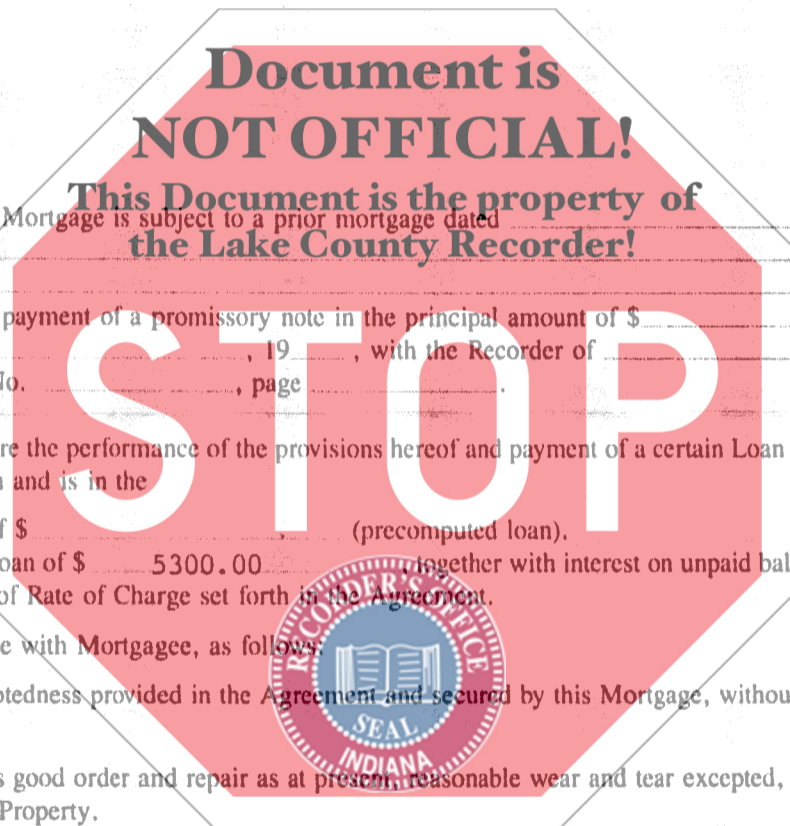 Document is
NOT OFFICIAL!
This Document is the property of
Mortgage is subject to a prior mortgage dated
the Lake County Recorder!
payment of a promissory note in the principal amount of $
, 19 , with the Recorder of
No. , page .
re the performance of the provisions hereof and payment of a certain Loan
and is in the
STOP
f $ , (precomputed loan).
oan of $ 5300.00 , together with interest on unpaid bal
of Rate of Charge set forth in the Agreement.
e with Mortgagee, as follows:
btedness provided in the Agreement and secured by this Mortgage, withou
RECORDER'S OFFICE
SEAL
INDIANA
s good order and repair as at present, reasonable wear and tear excepted,
Property.